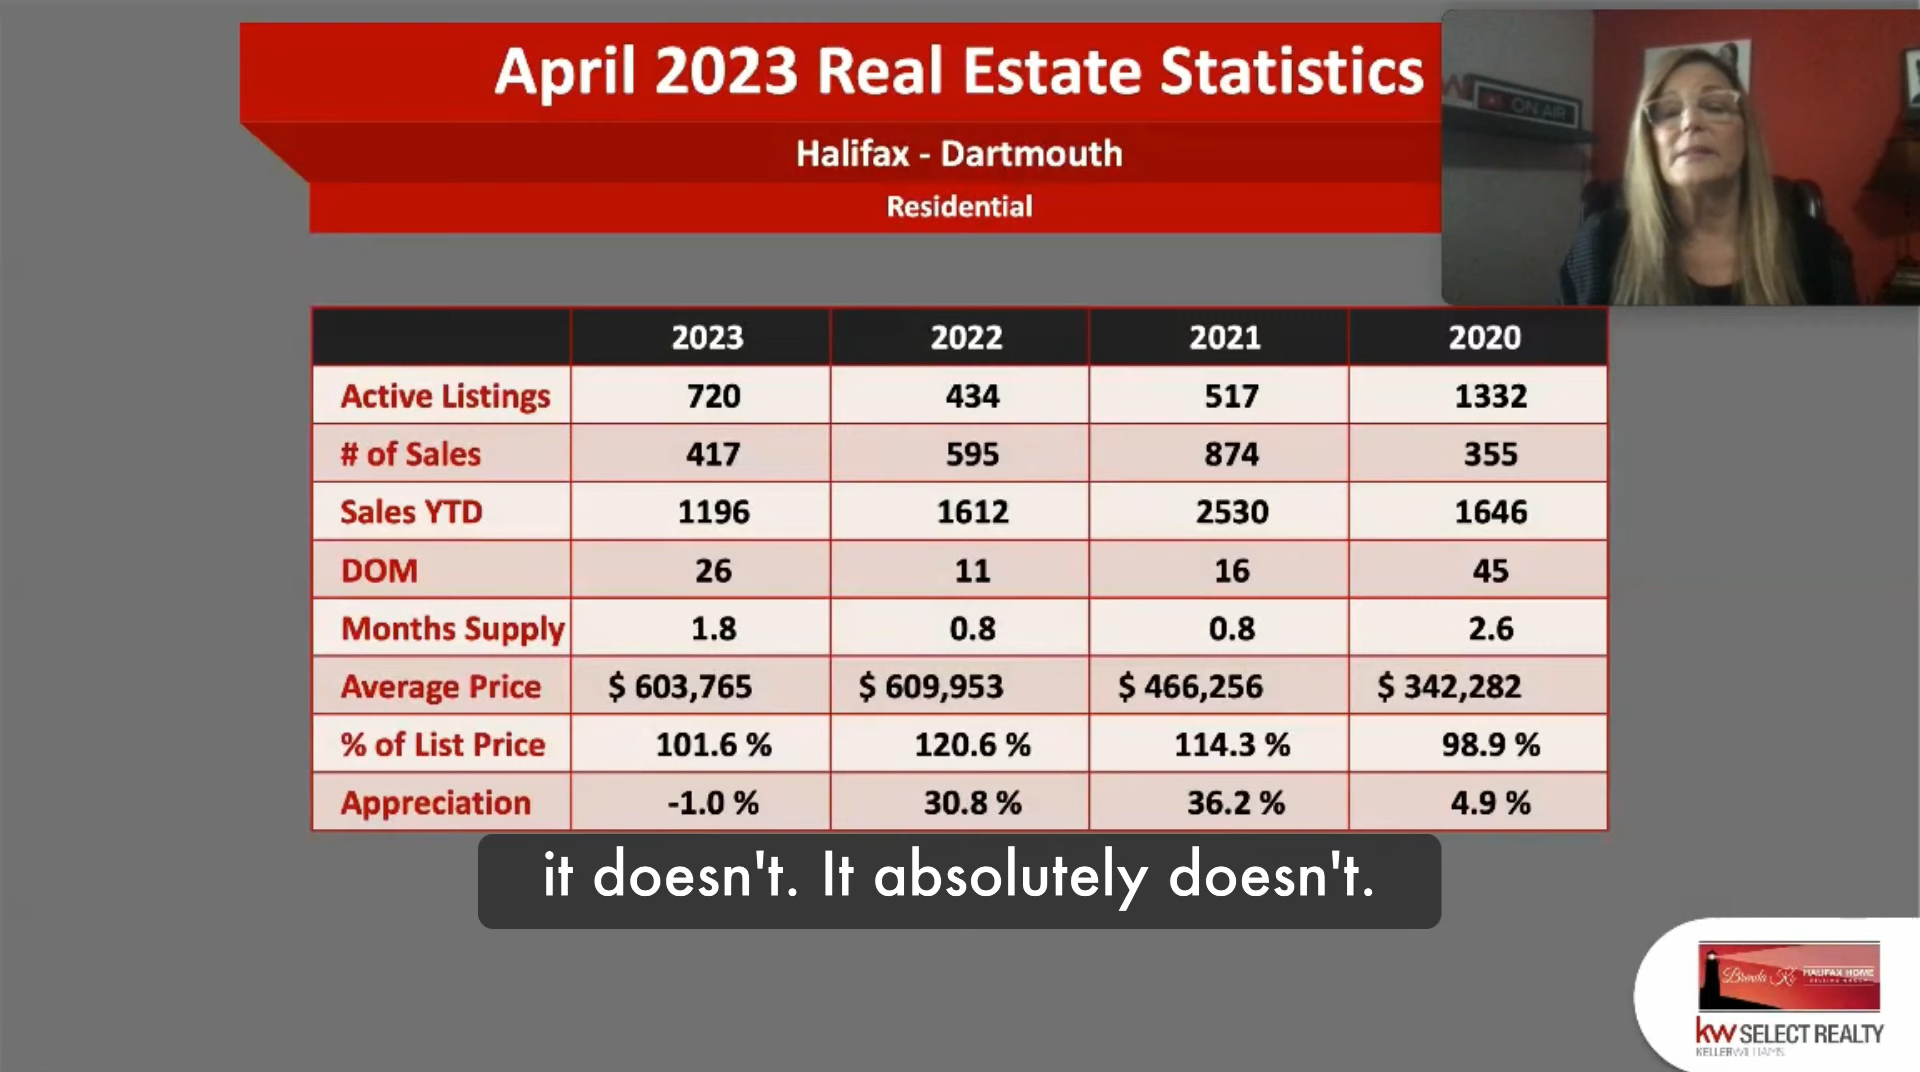 April 2023 Real Estate Statistics
Halifax - Dartmouth
Residential
ON AIR
2023 2022 2021 2020
Active Listings 720 434 517 1332
# of Sales 417 595 874 355
Sales YTD 1196 1612 2530 1646
DOM 26 11 16 45
Months Supply 1.8 0.8 0.8 2.6
Average Price $ 603,765 $ 609,953 $ 466,256 $ 342,282
% of List Price 101.6 % 120.6 % 114.3 % 98.9 %
Appreciation -1.0 % 30.8 % 36.2 % 4.9 %
it doesn't. It absolutely doesn't.
Brenda HALIFAX HOME
kw SELECT REALTY
KELLERWILLIAMS